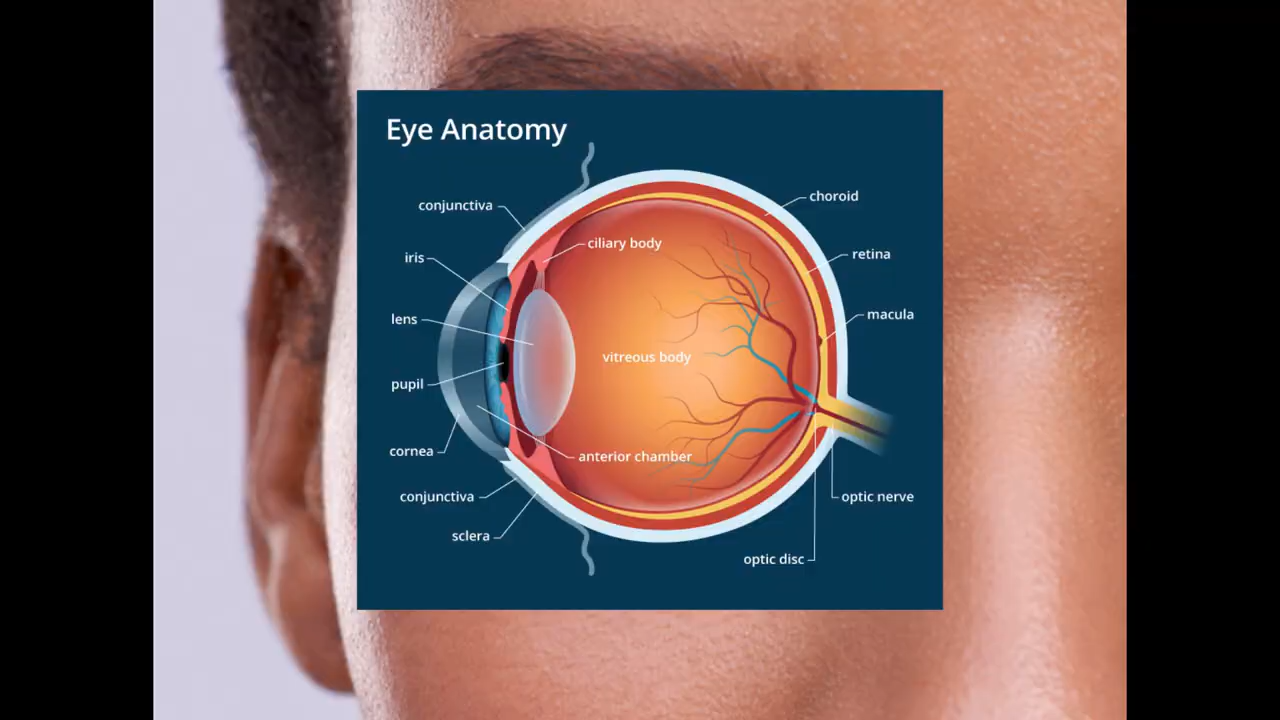 Eye Anatomy
conjunctiva
choroid
ciliary body
retina
iris
macula
lens
vitreous body
pupil
cornea
anterior chamber
conjunctiva
optic nerve
sclera
optic disc